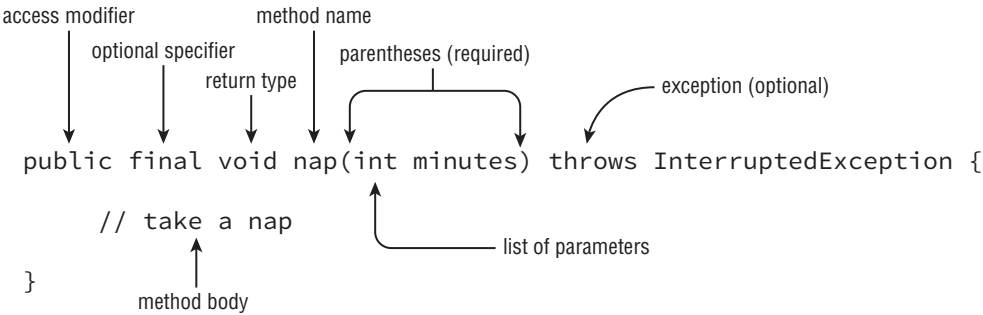 access modifier
method name
optional specifier
parentheses (required)
return type
exception (optional)
public final void nap(int minutes) throws InterruptedException {
// take a nap
list of parameters
}
method body